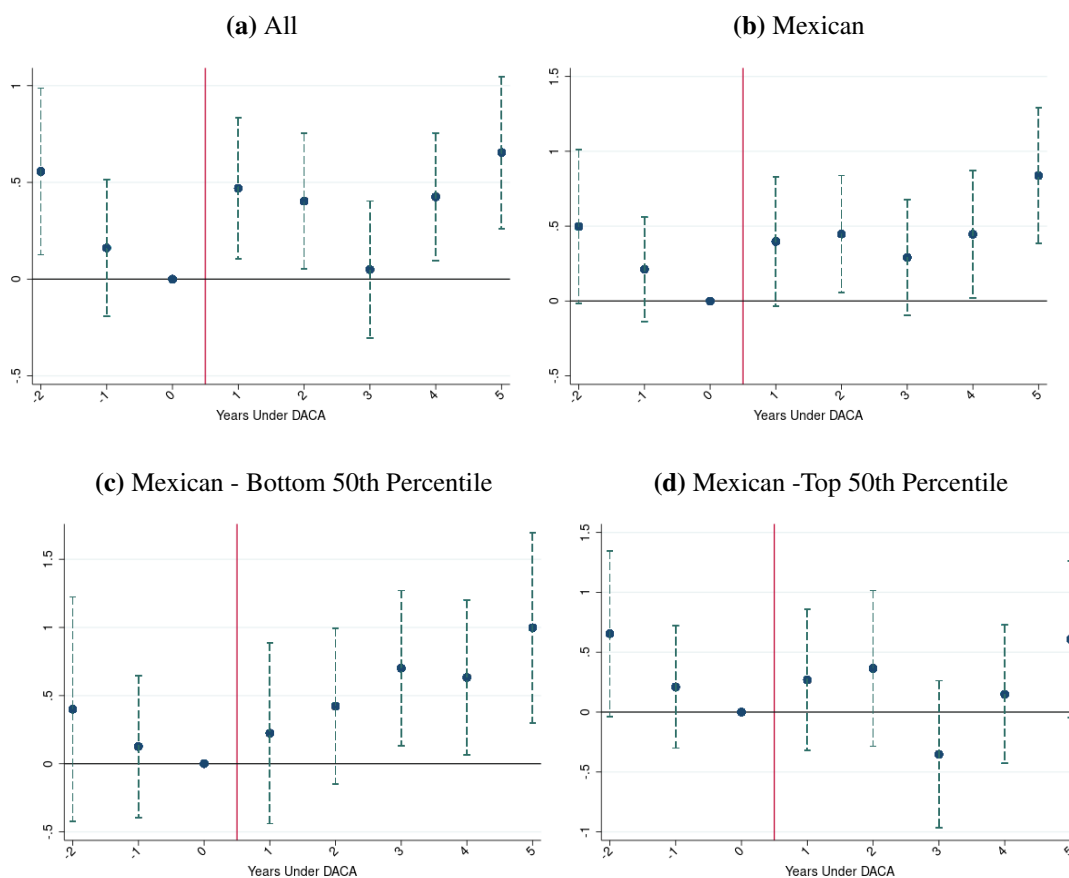 (a) All
1
.5
0
-.5
-2 -1 0 1 2 3 4 5
Years Under DACA
(b) Mexican
1.5
1
.5
0
-.5
-2 -1 0 1 2 3 4 5
Years Under DACA
(c) Mexican - Bottom 50th Percentile
1.5
1
.5
0
-.5
-2 -1 0 1 2 3 4 5
Years Under DACA
(d) Mexican -Top 50th Percentile
1.5
1
.5
0
-.5
-1
-2 -1 0 1 2 3 4 5
Years Under DACA